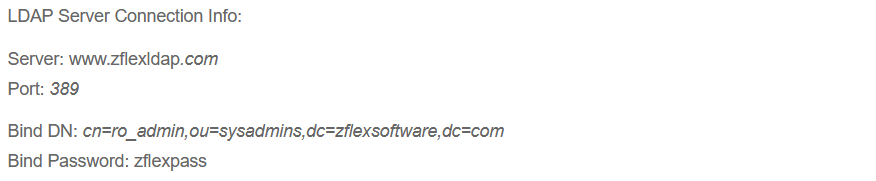 LDAP Server Connection Info:
Server: www.zflexldap.com
Port: 389
Bind DN: cn=ro_admin,ou=sysadmins,dc=zflexsoftware,dc=com
Bind Password: zflexpass